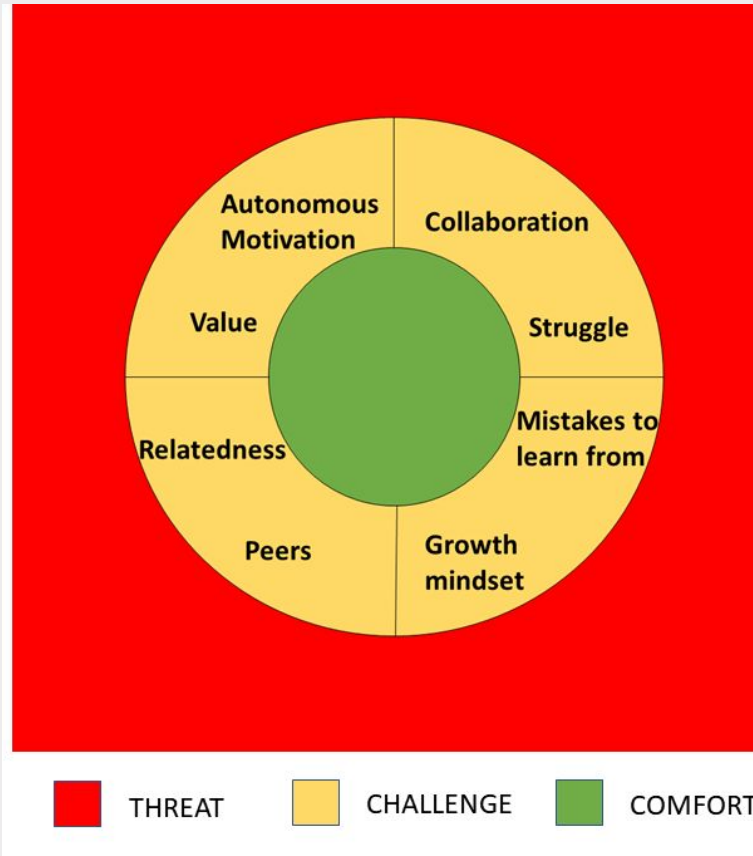 Autonomous
Motivation
Value
Collaboration
Struggle
Relatedness
Peers
Mistakes to
learn from
Growth
mindset
THREAT
CHALLENGE
COMFORT